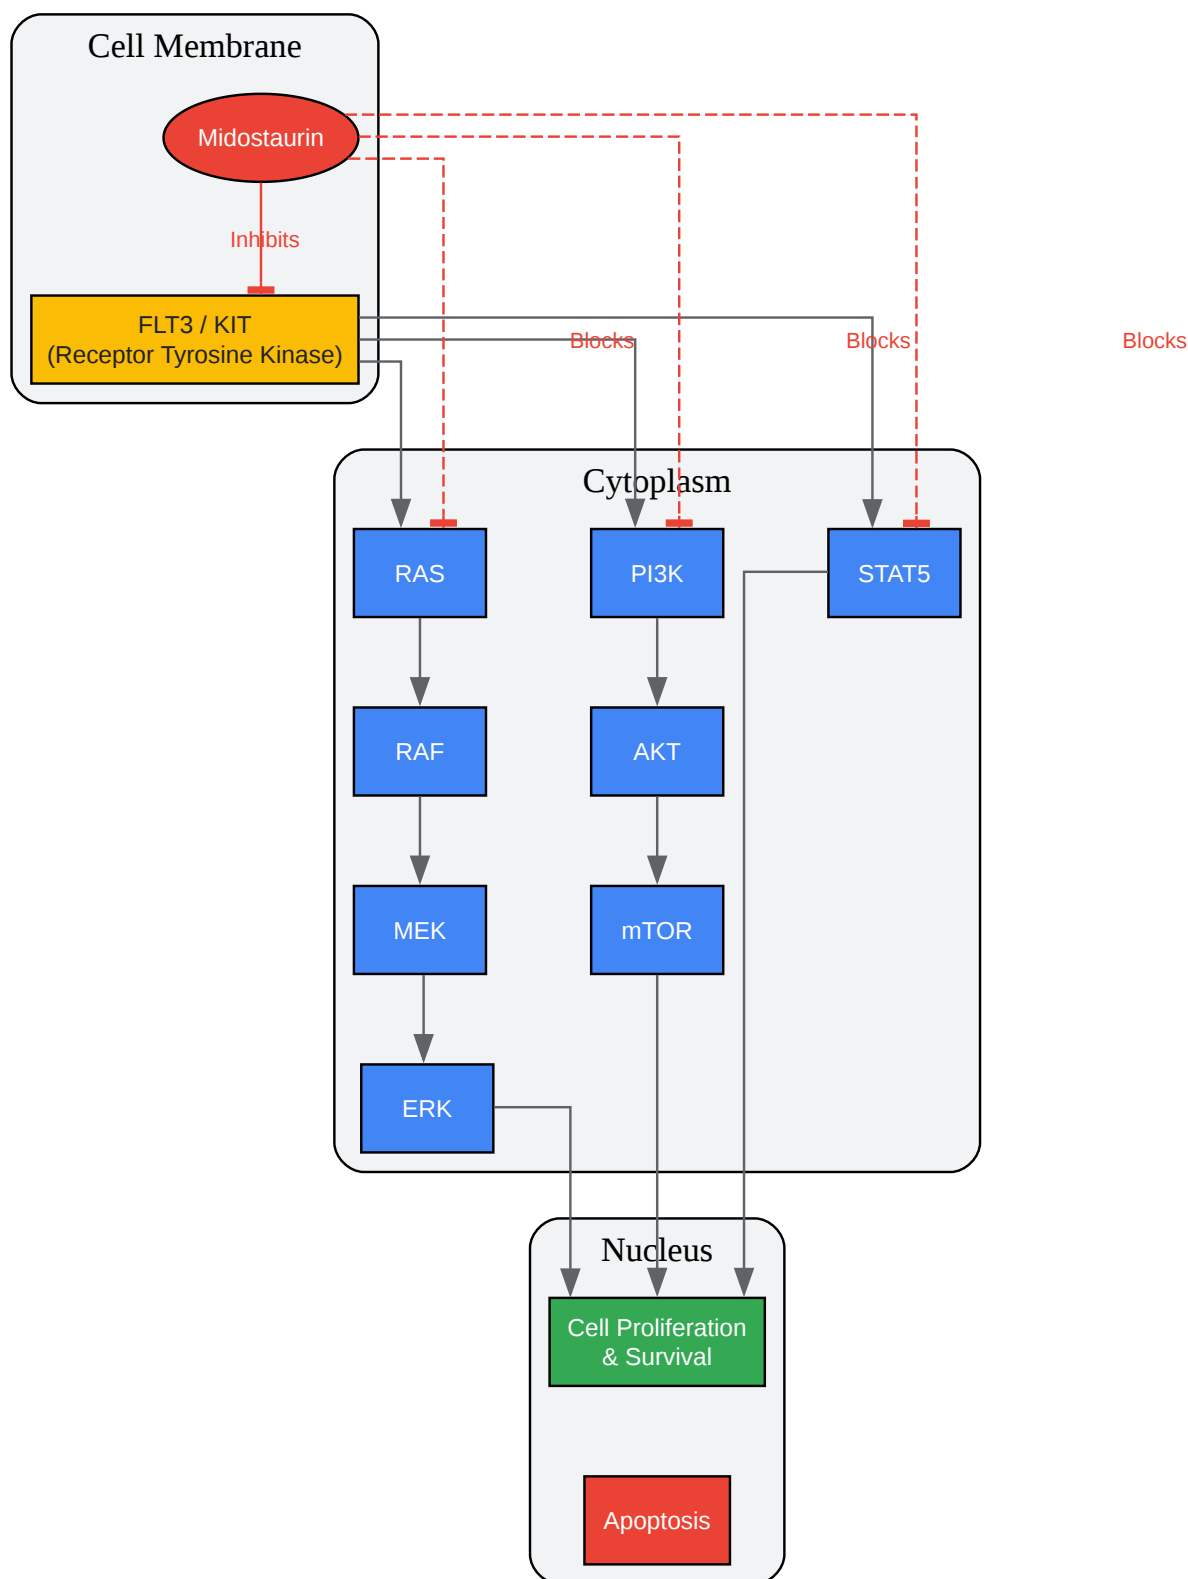 Cell Membrane
Midostaurin
Inhibits
FLT3 / KIT
(Receptor Tyrosine Kinase)
Blocks
Blocks
Blocks
Cytoplasm
RAS
PI3K
STAT5
RAF
AKT
MEK
mTOR
ERK
Nucleus
Cell Proliferation
& Survival
Apoptosis